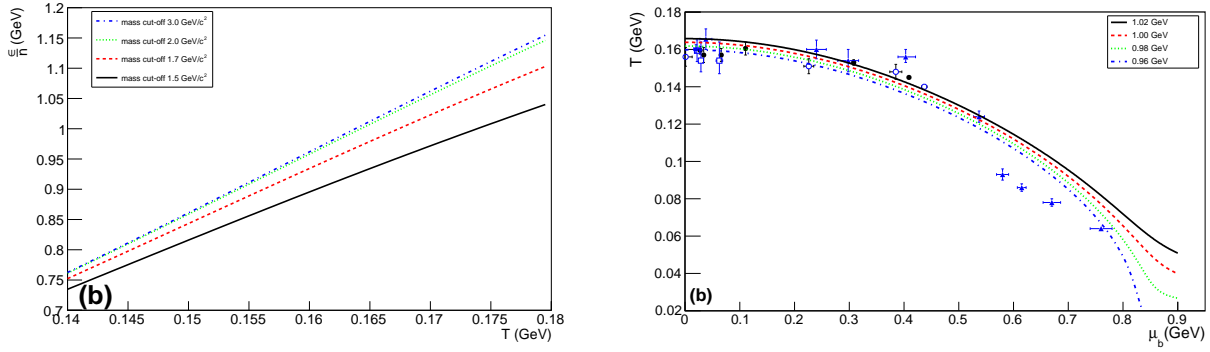 ε/n (GeV)
1.2
1.15
1.1
1.05
1
0.95
0.9
0.85
0.8
0.75
0.7
mass cut-off 3.0 GeV/c²
mass cut-off 2.0 GeV/c²
mass cut-off 1.7 GeV/c²
mass cut-off 1.5 GeV/c²
(b)
0.14 0.145 0.15 0.155 0.16 0.165 0.17 0.175 0.18
T (GeV)
T (GeV)
0.18
0.16
0.14
0.12
0.1
0.08
0.06
0.04
0.02
1.02 GeV
1.00 GeV
0.98 GeV
0.96 GeV
(b)
0 0.1 0.2 0.3 0.4 0.5 0.6 0.7 0.8 0.9 1
μ_b(GeV)